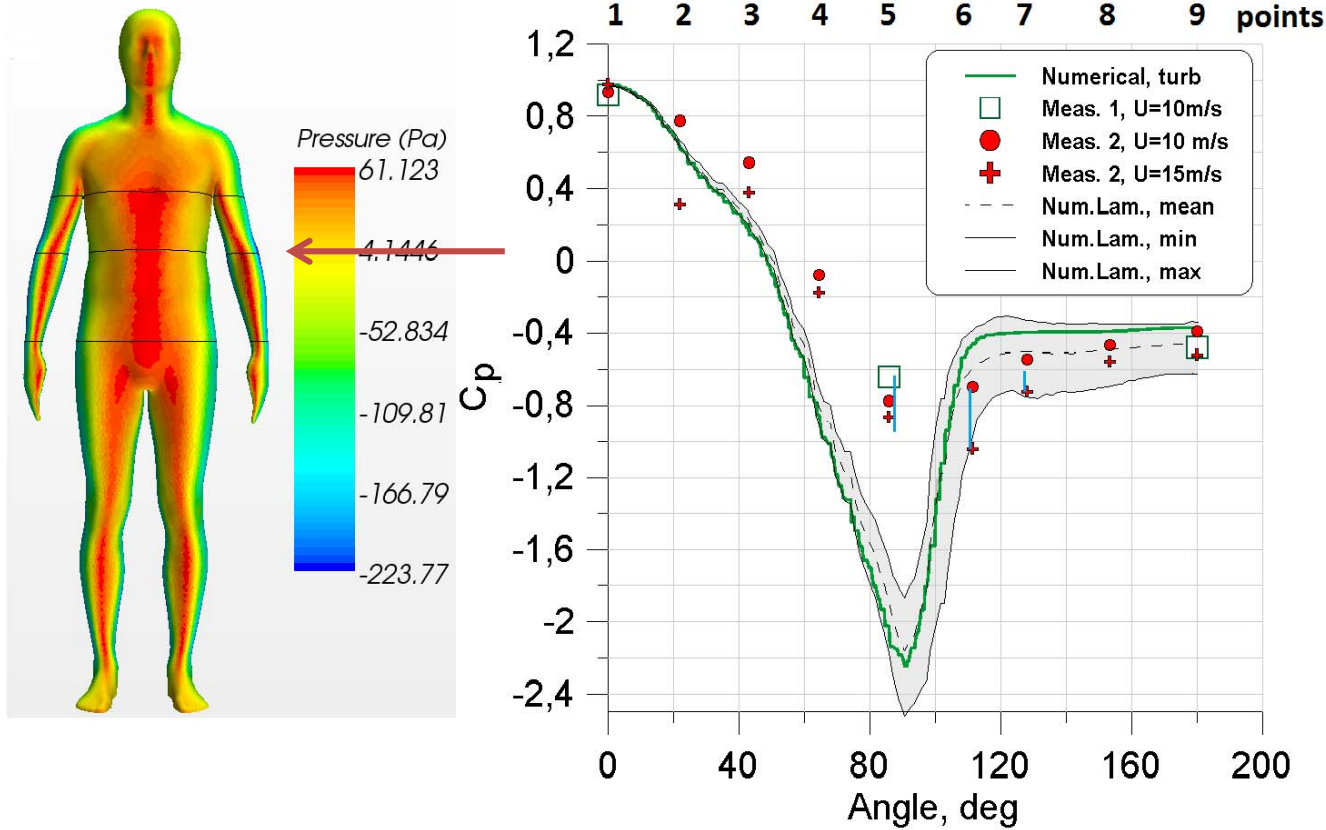 1 2 3 4 5 6 7 8 9 points
Pressure (Pa)
61.123
4.1446
-52.834
-109.81
-166.79
-223.77
Cp
1,2
0,8
0,4
0
-0,4
-0,8
-1,2
-1,6
-2
-2,4
Numerical, turb
Meas. 1, U=10m/s
Meas. 2, U=10 m/s
Meas. 2, U=15m/s
Num.Lam., mean
Num.Lam., min
Num.Lam., max
0 40 80 120 160 200
Angle, deg